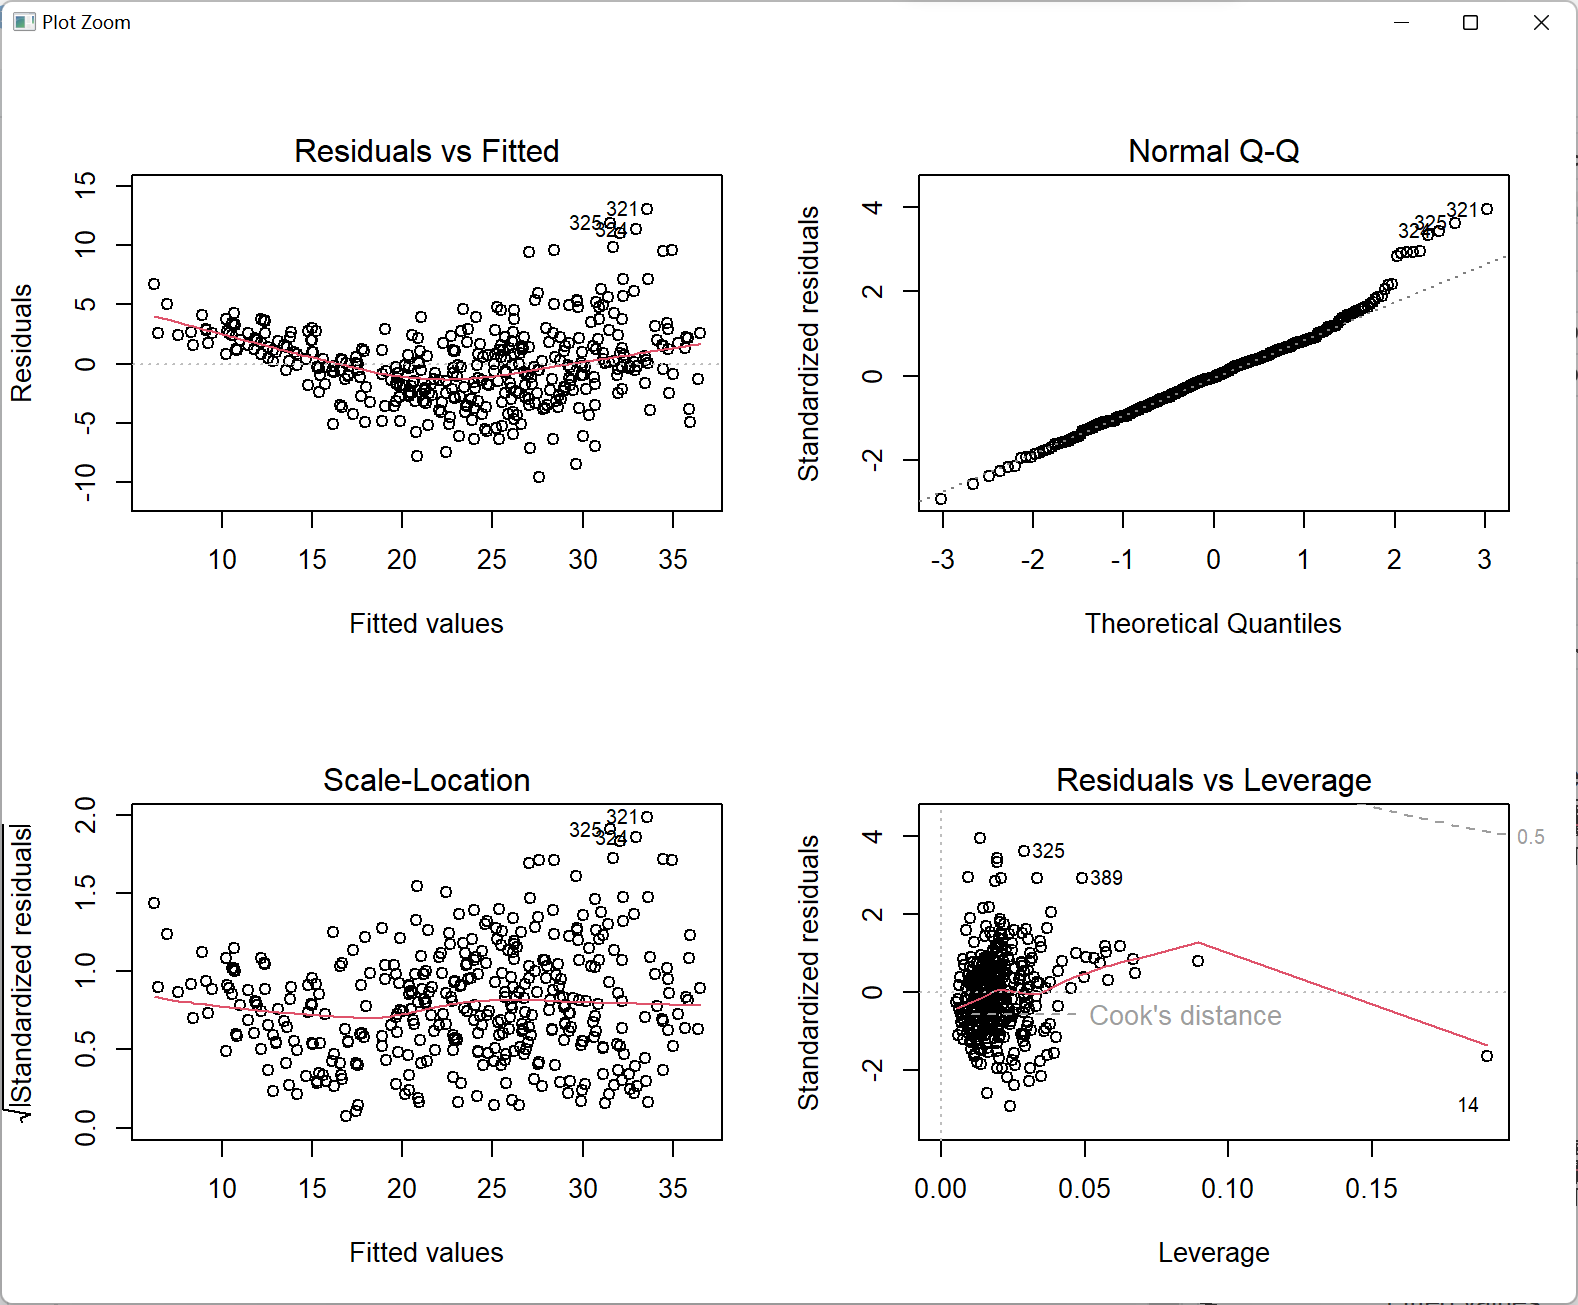 Plot Zoom
Residuals vs Fitted
Residuals
15
10
5
0
-5
-10
321
325
324
10 15 20 25 30 35
Fitted values
Normal Q-Q
Standardized residuals
4
2
0
-2
321
325
324
-3 -2 -1 0 1 2 3
Theoretical Quantiles
Scale-Location
√|Standardized residuals|
2.0
1.5
1.0
0.5
0.0
321
325
324
10 15 20 25 30 35
Fitted values
Residuals vs Leverage
Standardized residuals
4
2
0
-2
0.5
325
389
Cook's distance
14
0.00 0.05 0.10 0.15
Leverage